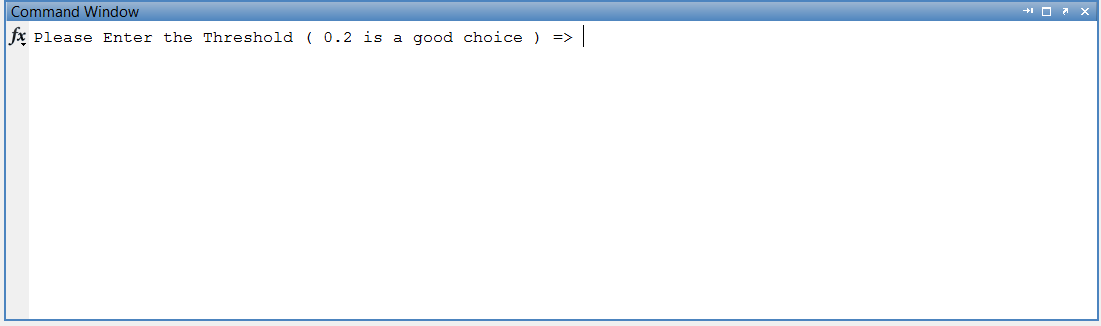 Command Window
fx Please Enter the Threshold ( 0.2 is a good choice ) =>